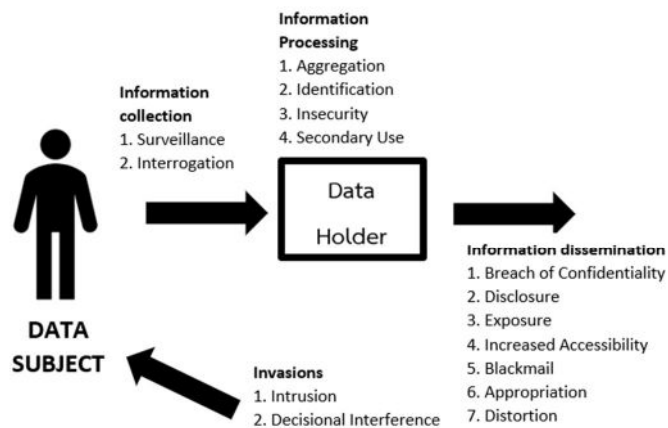 Information
Processing
1. Aggregation
2. Identification
3. Insecurity
4. Secondary Use
Information
collection
1. Surveillance
2. Interrogation
Data
Holder
Information dissemination
1. Breach of Confidentiality
2. Disclosure
3. Exposure
4. Increased Accessibility
5. Blackmail
6. Appropriation
7. Distortion
DATA
SUBJECT
Invasions
1. Intrusion
2. Decisional Interference